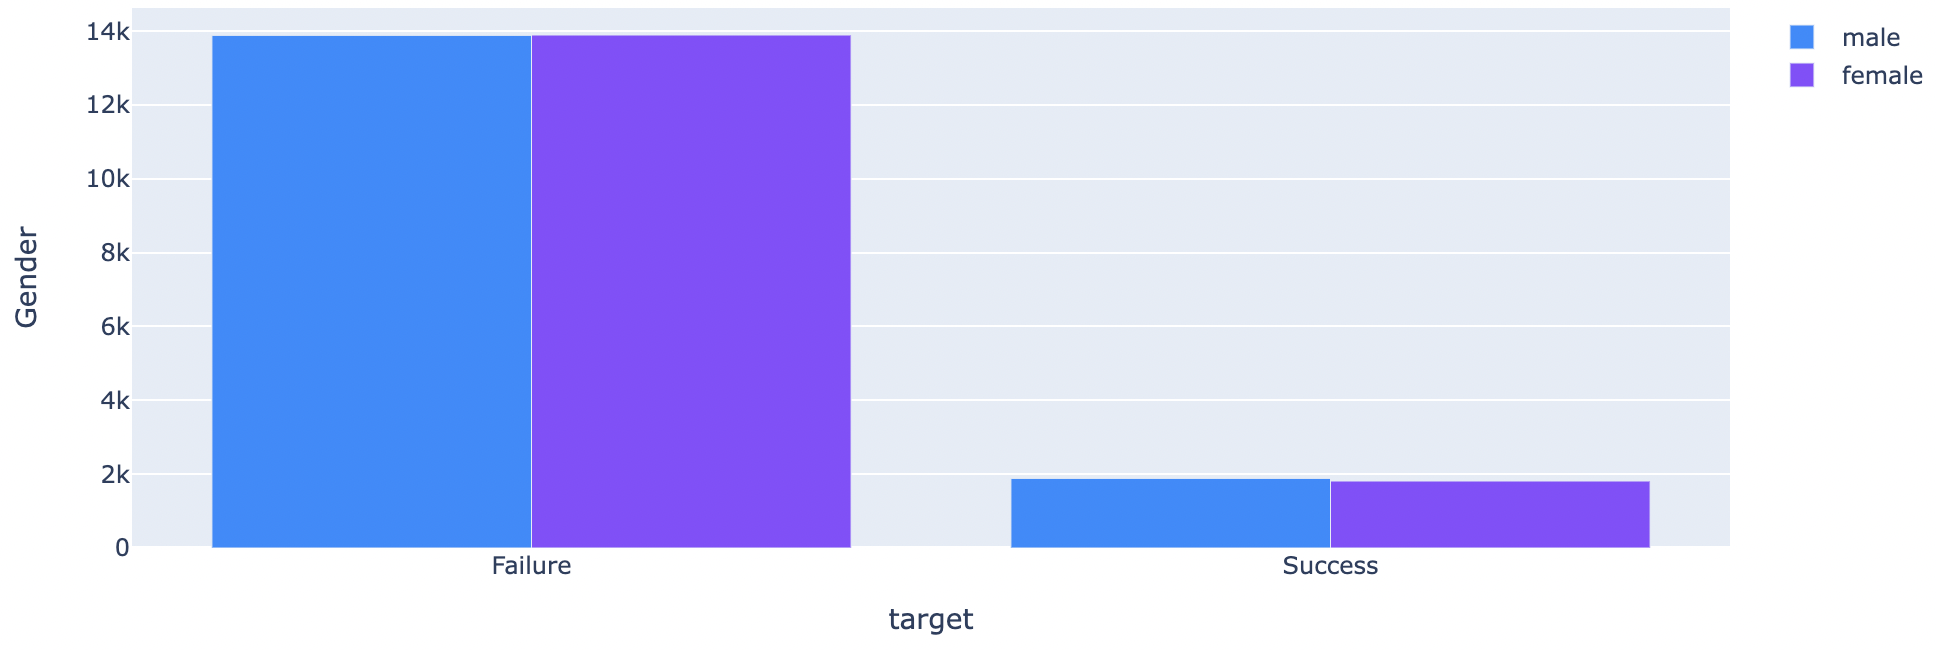 14k
12k
10k
8k
6k
4k
2k
0
Gender
Failure
Success
target
male
female